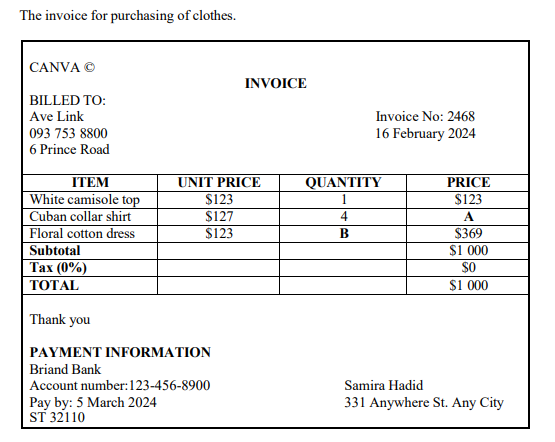 The invoice for purchasing of clothes.
CANVA ©
INVOICE
BILLED TO:
Ave Link Invoice No: 2468
093 753 8800 16 February 2024
6 Prince Road
ITEM UNIT PRICE QUANTITY PRICE
White camisole top $123 1 $123
Cuban collar shirt $127 4 A
Floral cotton dress $123 B $369
Subtotal $1 000
Tax (0%) $0
TOTAL $1 000
Thank you
PAYMENT INFORMATION
Briand Bank
Account number:123-456-8900 Samira Hadid
Pay by: 5 March 2024 331 Anywhere St. Any City
ST 32110